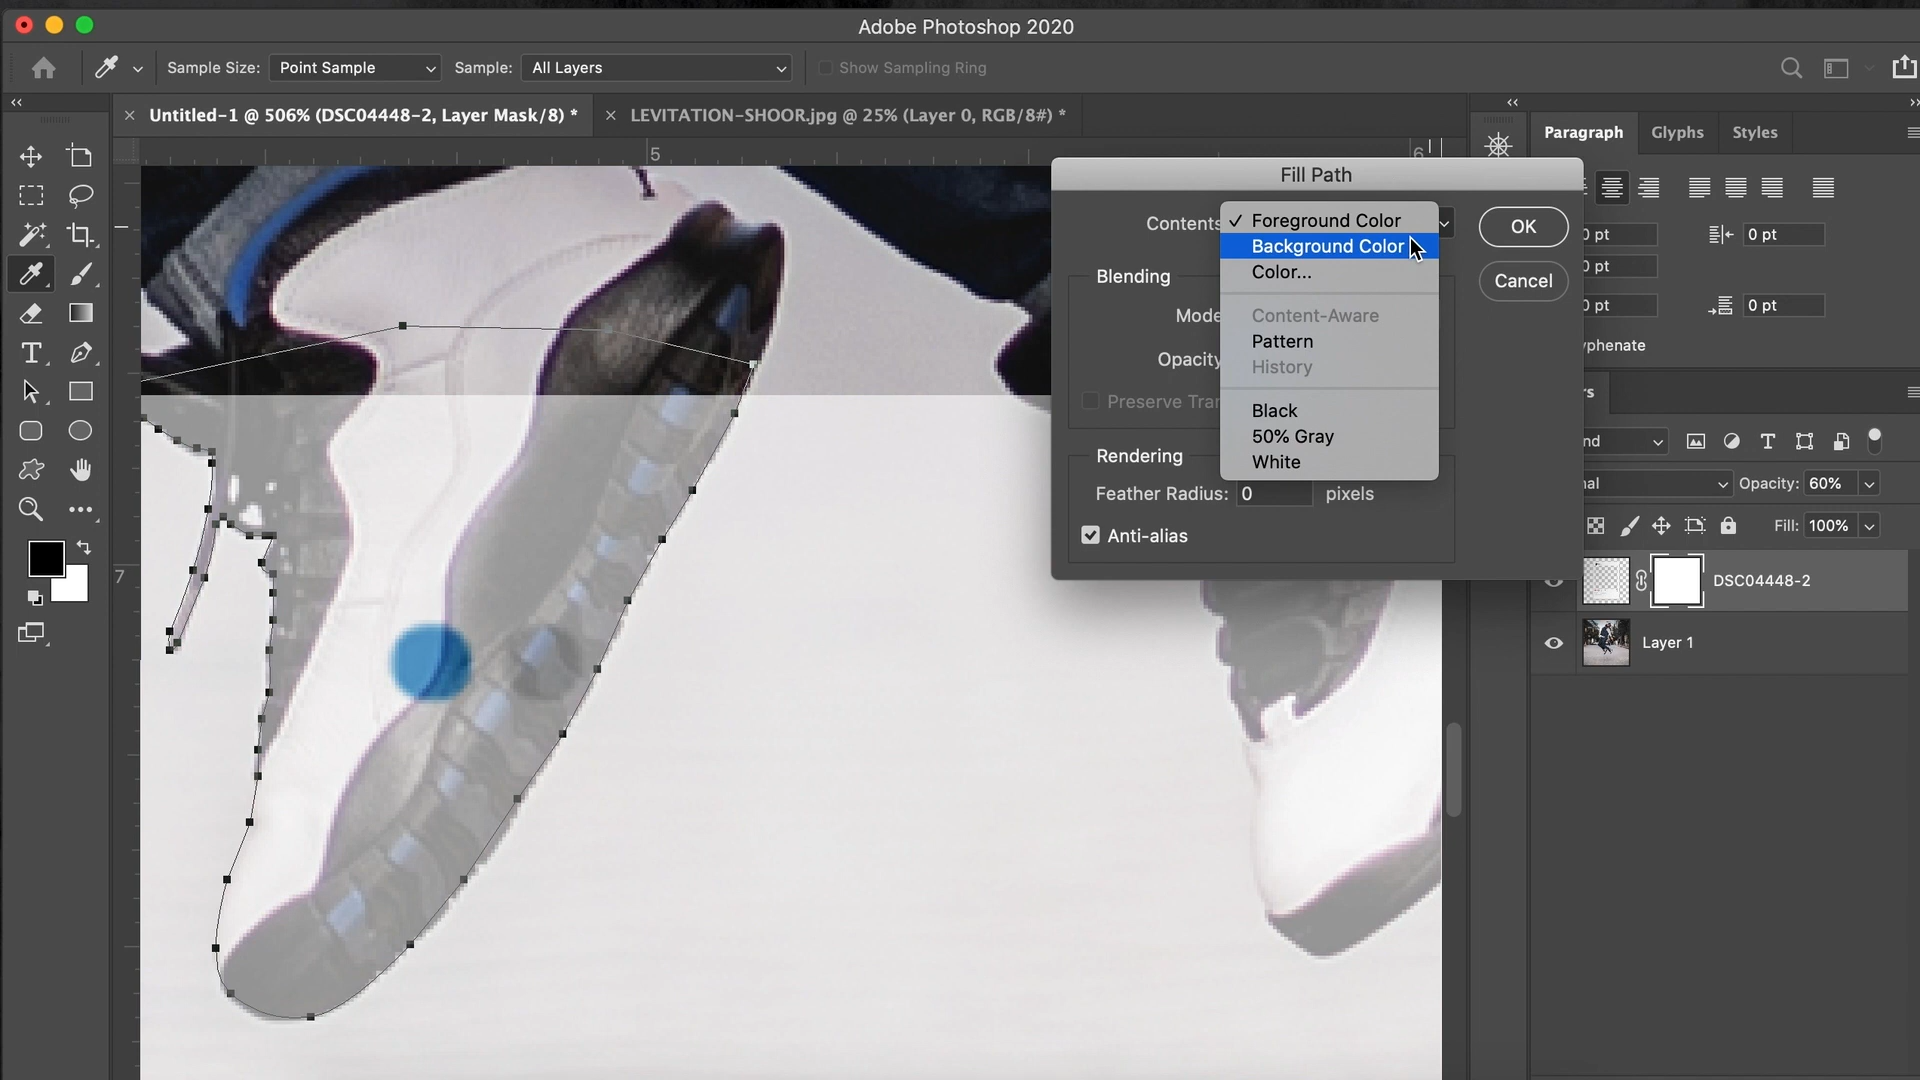 Adobe Photoshop 2020
Sample Size: Point Sample Sample: All Layers Show Sampling Ring
Untitled-1 @ 506% (DSC04448-2, Layer Mask/8) * LEVITATION-SHOOR.jpg @ 25% (Layer 0, RGB/8#) *
Paragraph Glyphs Styles
5 6
7
Fill Path
Contents
Foreground Color
Background Color
Color...
Content-Aware
Pattern
History
Black
50% Gray
White
OK
Cancel
Blending
Mode
Opacity
Preserve Tran
Rendering
Feather Radius: 0 pixels
Anti-alias
0 pt 0 pt
0 pt
0 pt 0 pt
yphenate
rs
nd
nal Opacity: 60%
Fill: 100%
DSC04448-2
Layer 1